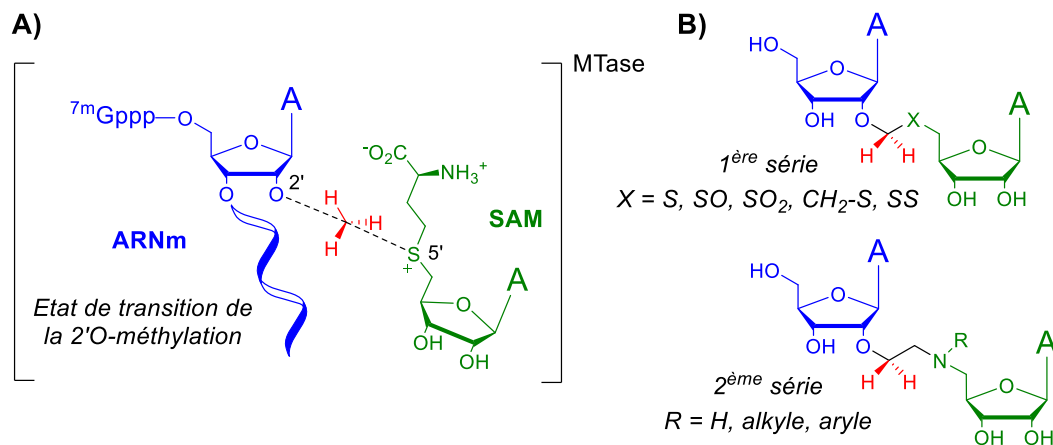 A)
MTase
⁷ᵐGppp
O
A
O
O
O
2'
ARNm
⁻O₂C
NH₃⁺
H
H
H
SAM
S
+
5'
O
A
OH
OH
Etat de transition de
la 2'O-méthylation
B)
HO
A
O
OH
O
X
H H
A
O
OH OH
1ère série
X = S, SO, SO₂, CH₂-S, SS
HO
A
O
OH
O
R
N
H H
A
O
OH OH
2ème série
R = H, alkyle, aryle